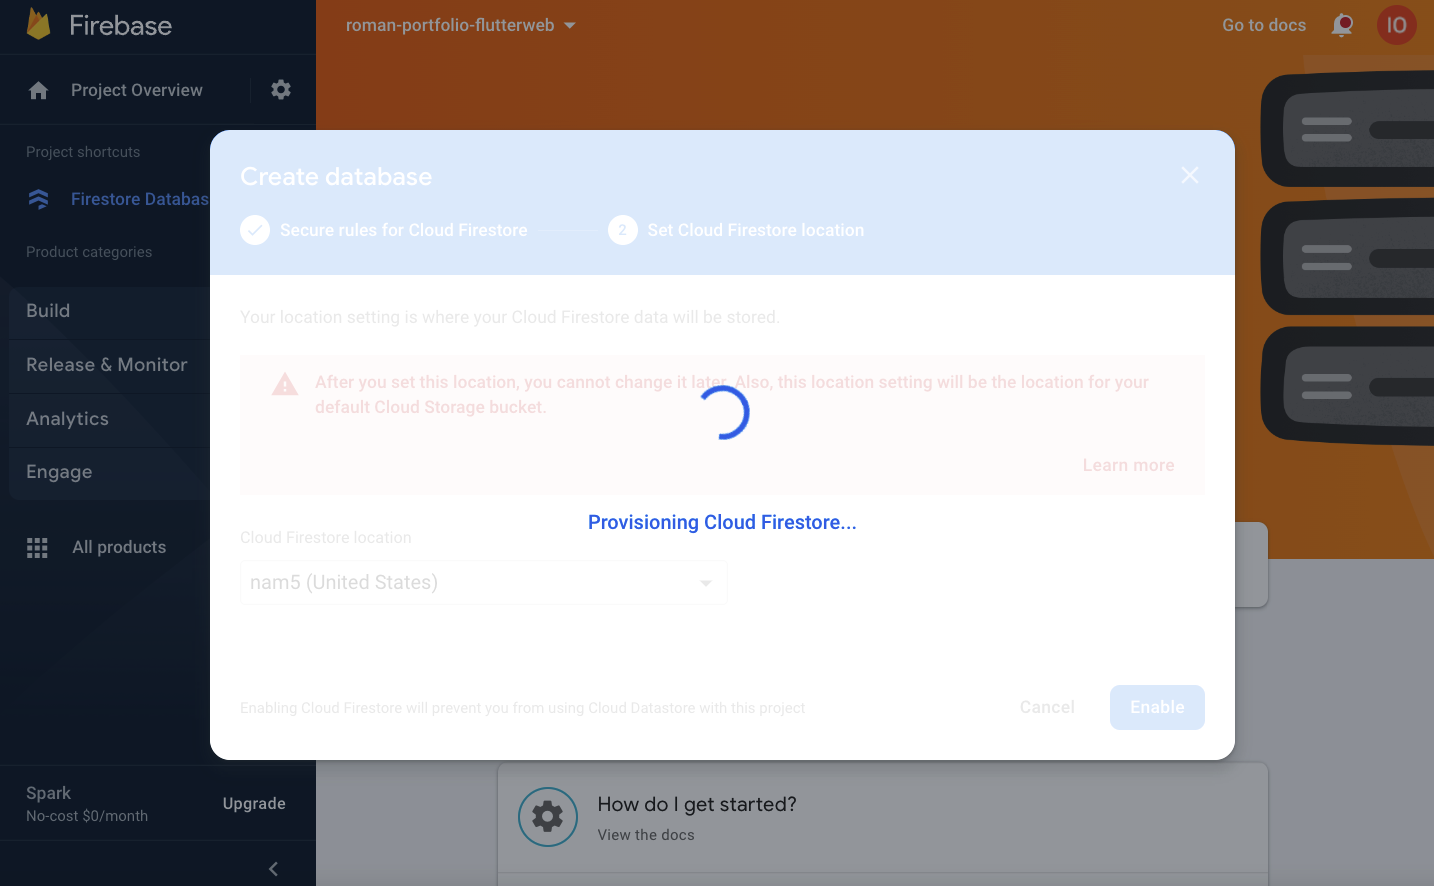 Firebase
roman-portfolio-flutterweb
Go to docs
IO
Project Overview
Project shortcuts
Firestore Databas
Product categories
Build
Release & Monitor
Analytics
Engage
All products
Spark
No-cost $0/month
Upgrade
Create database
Secure rules for Cloud Firestore
2
Set Cloud Firestore location
Your location setting is where your Cloud Firestore data will be stored.
After you set this location, you cannot change it later. Also, this location setting will be the location for your
default Cloud Storage bucket.
Learn more
Provisioning Cloud Firestore...
Cloud Firestore location
nam5 (United States)
Enabling Cloud Firestore will prevent you from using Cloud Datastore with this project
Cancel
Enable
How do I get started?
View the docs